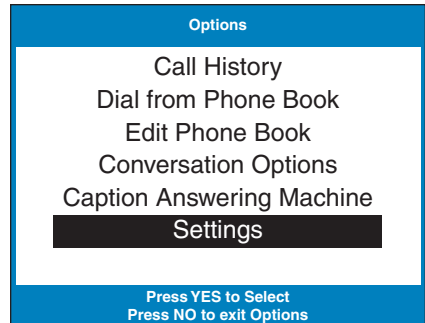 Options
Call History
Dial from Phone Book
Edit Phone Book
Conversation Options
Caption Answering Machine
Settings
Press YES to Select
Press NO to exit Options